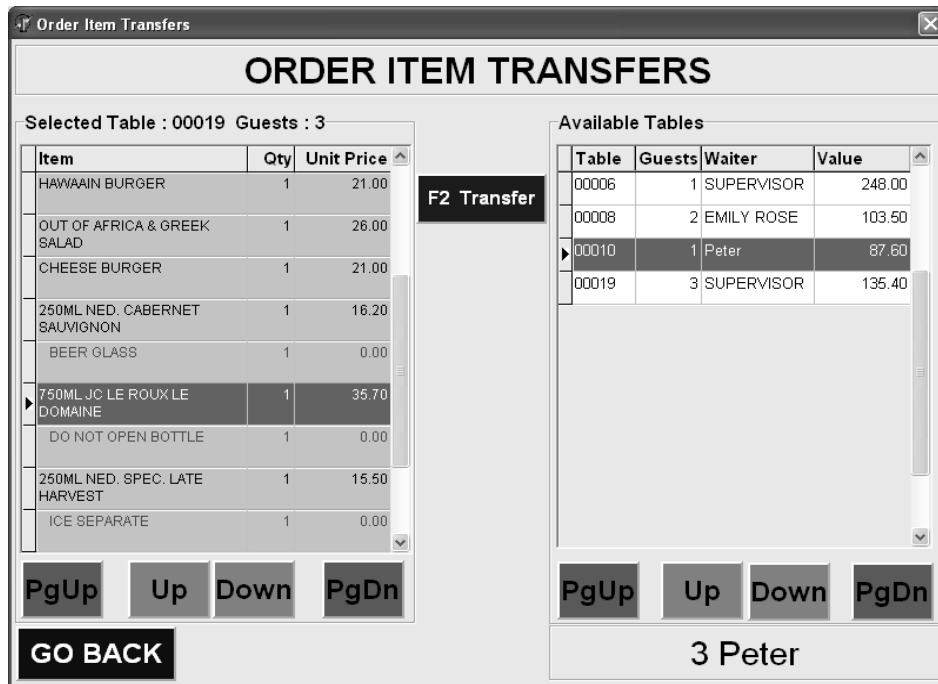 Order Item Transfers
ORDER ITEM TRANSFERS
Selected Table : 00019 Guests : 3
Item Qty Unit Price
HAWAAIN BURGER 1 21.00
OUT OF AFRICA & GREEK 1 26.00
SALAD
CHEESE BURGER 1 21.00
250ML NED. CABERNET 1 16.20
SAUVIGNON
BEER GLASS 1 0.00
750ML JC LE ROUX LE 1 35.70
DOMAINE
DO NOT OPEN BOTTLE 1 0.00
250ML NED. SPEC. LATE 1 15.50
HARVEST
ICE SEPARATE 1 0.00
PgUp Up Down PgDn
GO BACK
F2 Transfer
Available Tables
Table Guests Waiter Value
00006 1 SUPERVISOR 248.00
00008 2 EMILY ROSE 103.50
00010 1 Peter 87.60
00019 3 SUPERVISOR 135.40
PgUp Up Down PgDn
3 Peter